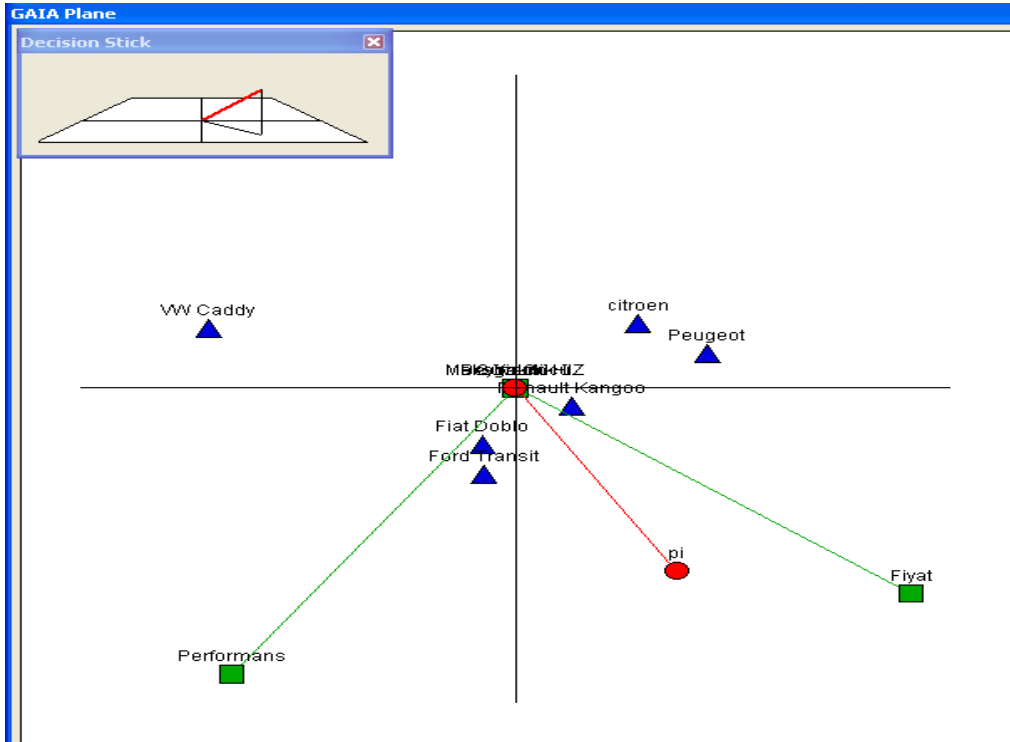 GAIA Plane
Decision Stick
VW Caddy
citroen
Peugeot
Renault Kangoo
Fiat Doblo
Ford Transit
pi
Fiyat
Performans